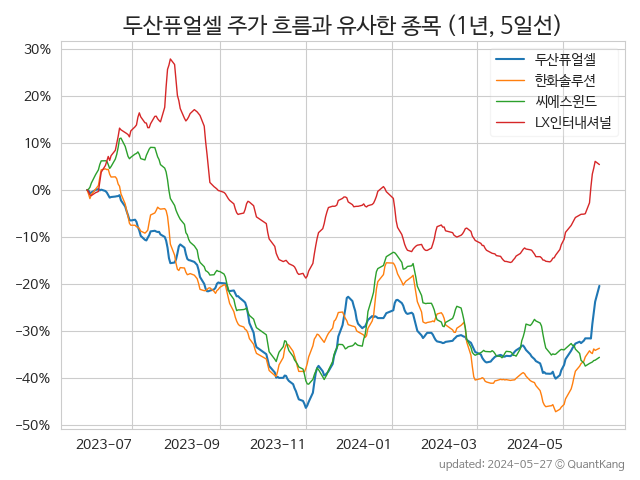 두산퓨얼셀 주가 흐름과 유사한 종목 (1년, 5일선)
두산퓨얼셀
한화솔루션
씨에스윈드
LX인터내셔널
30%
20%
10%
0%
−10%
−20%
−30%
−40%
−50%
2023-07 2023-09 2023-11 2024-01 2024-03 2024-05
updated: 2024-05-27 © QuantKang